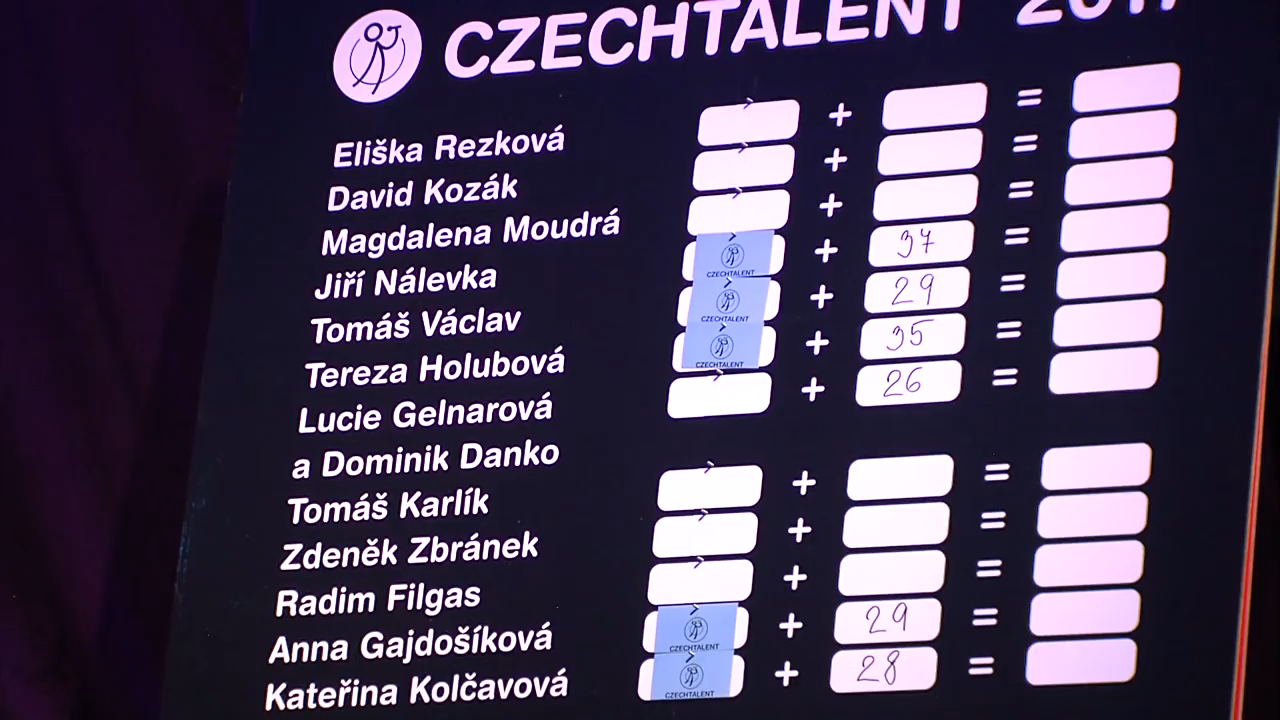 CZECHTALENT
Eliška Rezková + =
David Kozák + =
Magdalena Moudrá + =
Jiří Nálevka CZECHTALENT + 37 =
Tomáš Václav CZECHTALENT + 29 =
Tereza Holubová CZECHTALENT + 35 =
Lucie Gelnarová + 26 =
a Dominik Danko
Tomáš Karlík + =
Zdeněk Zbránek + =
Radim Filgas + =
Anna Gajdošíková CZECHTALENT + 29 =
Kateřina Kolčavová CZECHTALENT + 28 =